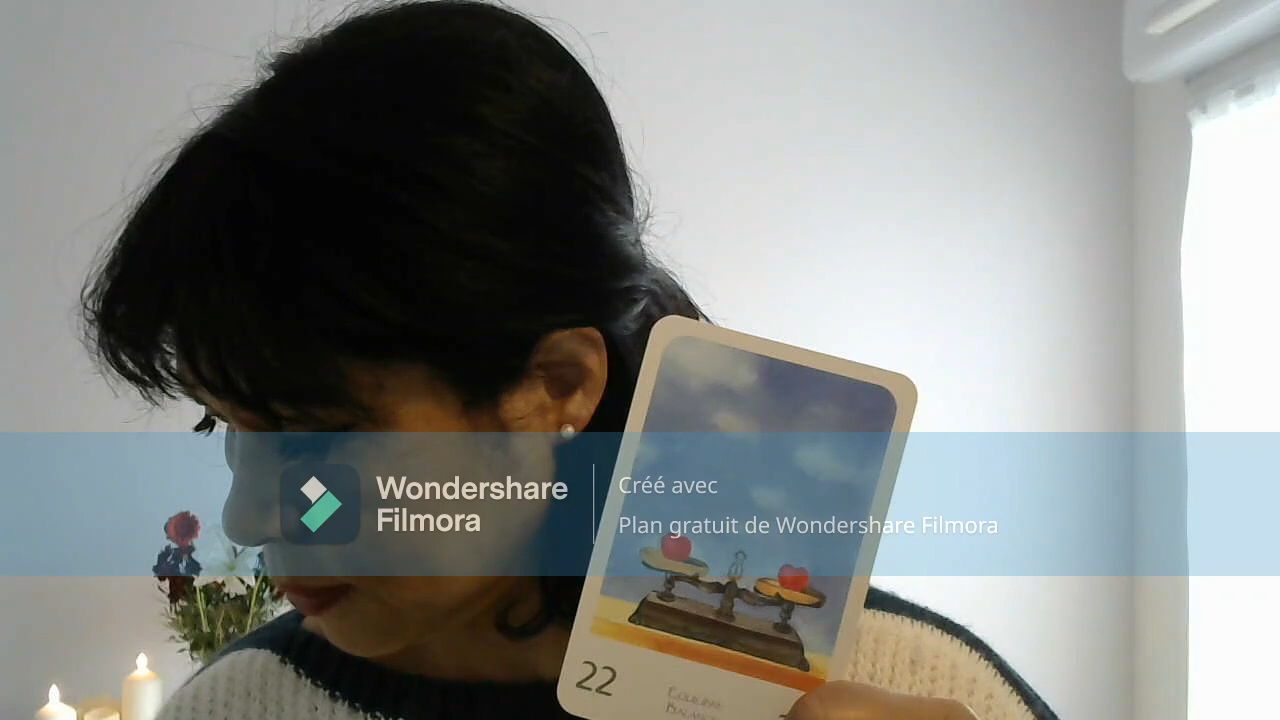 Wondershare
Filmora
Créé avec
Plan gratuit de Wondershare Filmora
22